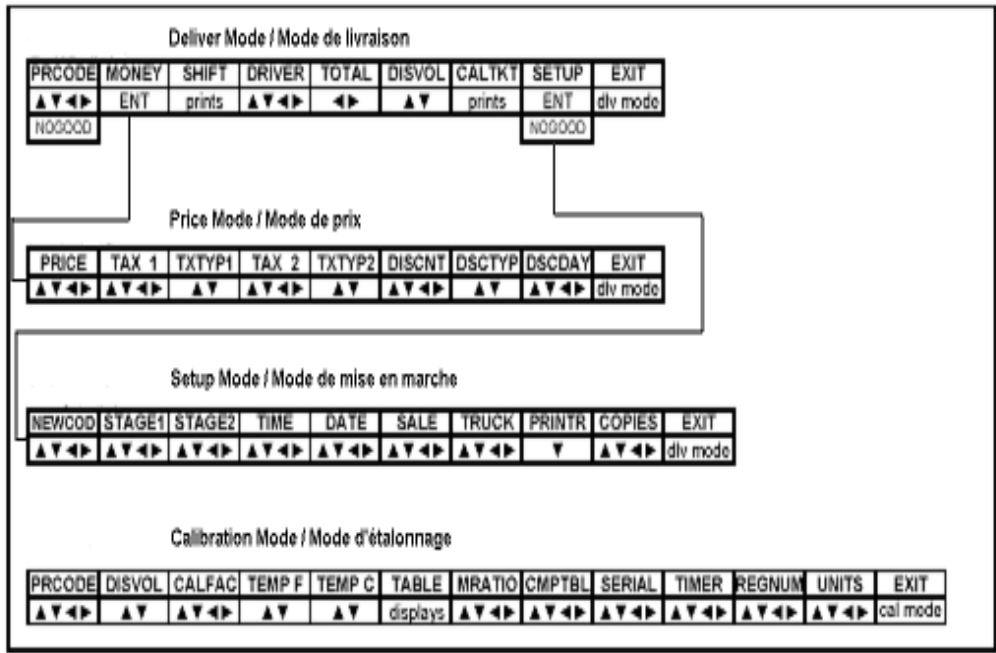 Deliver Mode / Mode de livraison
PRCODE MONEY SHIFT DRIVER TOTAL DISVOL CALTKT SETUP EXIT
▲▼◀▶ ENT prints ▲▼◀▶ ◀▶ ▲▼ prints ENT dlv mode
NOGOOD NOGOOD
Price Mode / Mode de prix
PRICE TAX 1 TXTYP1 TAX 2 TXTYP2 DISCNT DSCTYP DSCDAY EXIT
▲▼◀▶ ▲▼◀▶ ▲▼ ▲▼◀▶ ▲▼ ▲▼◀▶ ▲▼ ▲▼◀▶ dlv mode
Setup Mode / Mode de mise en marche
NEWCOD STAGE1 STAGE2 TIME DATE SALE TRUCK PRINTR COPIES EXIT
▲▼◀▶ ▲▼◀▶ ▲▼◀▶ ▲▼◀▶ ▲▼◀▶ ▲▼◀▶ ▲▼◀▶ ▼ ▲▼◀▶ dlv mode
Calibration Mode / Mode d'étalonnage
PRCODE DISVOL CALFAC TEMP F TEMP C TABLE MRATIO CMPTBL SERIAL TIMER REGNUM UNITS EXIT
▲▼◀▶ ▲▼ ▲▼◀▶ ▲▼ ▲▼ displays ▲▼◀▶ ▲▼◀▶ ▲▼◀▶ ▲▼◀▶ ▲▼◀▶ ▲▼◀▶ cal mode